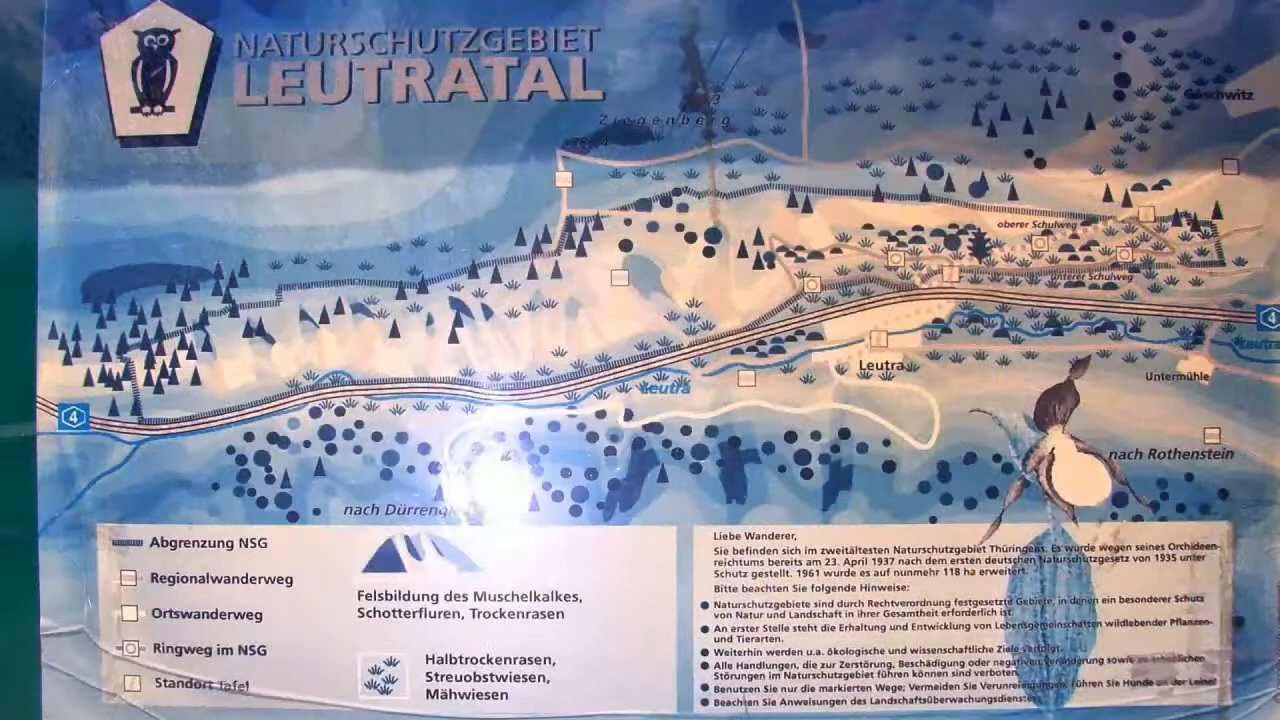 NATURSCHUTZGEBIET
LEUTRATAL
Ziegenberg
Göschwitz
oberer Schulweg
unterer Schulweg
4
4
Leutra
Leutra
Leutra
Untermühle
nach Rothenstein
nach Dürreng
Abgrenzung NSG
Regionalwanderweg
Ortswanderweg
Ringweg im NSG
Standort Tafel
Felsbildung des Muschelkalkes,
Schotterfluren, Trockenrasen
Halbtrockenrasen,
Streuobstwiesen,
Mähwiesen
Liebe Wanderer,
Sie befinden sich im zweitältesten Naturschutzgebiet Thüringens. Es wurde wegen seines Orchideen-
reichtums bereits am 23. April 1937 nach dem ersten deutschen Naturschutzgesetz von 1935 unter
Schutz gestellt. 1961 wurde es auf nunmehr 118 ha erweitert.
Bitte beachten Sie folgende Hinweise:
● Naturschutzgebiete sind durch Rechtverordnung festgesetzte Gebiete, in denen ein besonderer Schutz
von Natur und Landschaft in ihrer Gesamtheit erforderlich ist.
● An erster Stelle steht die Erhaltung und Entwicklung von Lebensgemeinschaften wildlebender Pflanzen-
und Tierarten.
● Weiterhin werden u.a. ökologische und wissenschaftliche Ziele verfolgt.
● Alle Handlungen, die zur Zerstörung, Beschädigung oder negativen Veränderung sowie zu erheblichen
Störungen im Naturschutzgebiet führen können sind verboten.
● Benutzen Sie nur die markierten Wege; Vermeiden Sie Verunreinigungen, führen Sie Hunde an der Leine!
● Beachten Sie Anweisungen des Landschaftsüberwachungsdienstes.